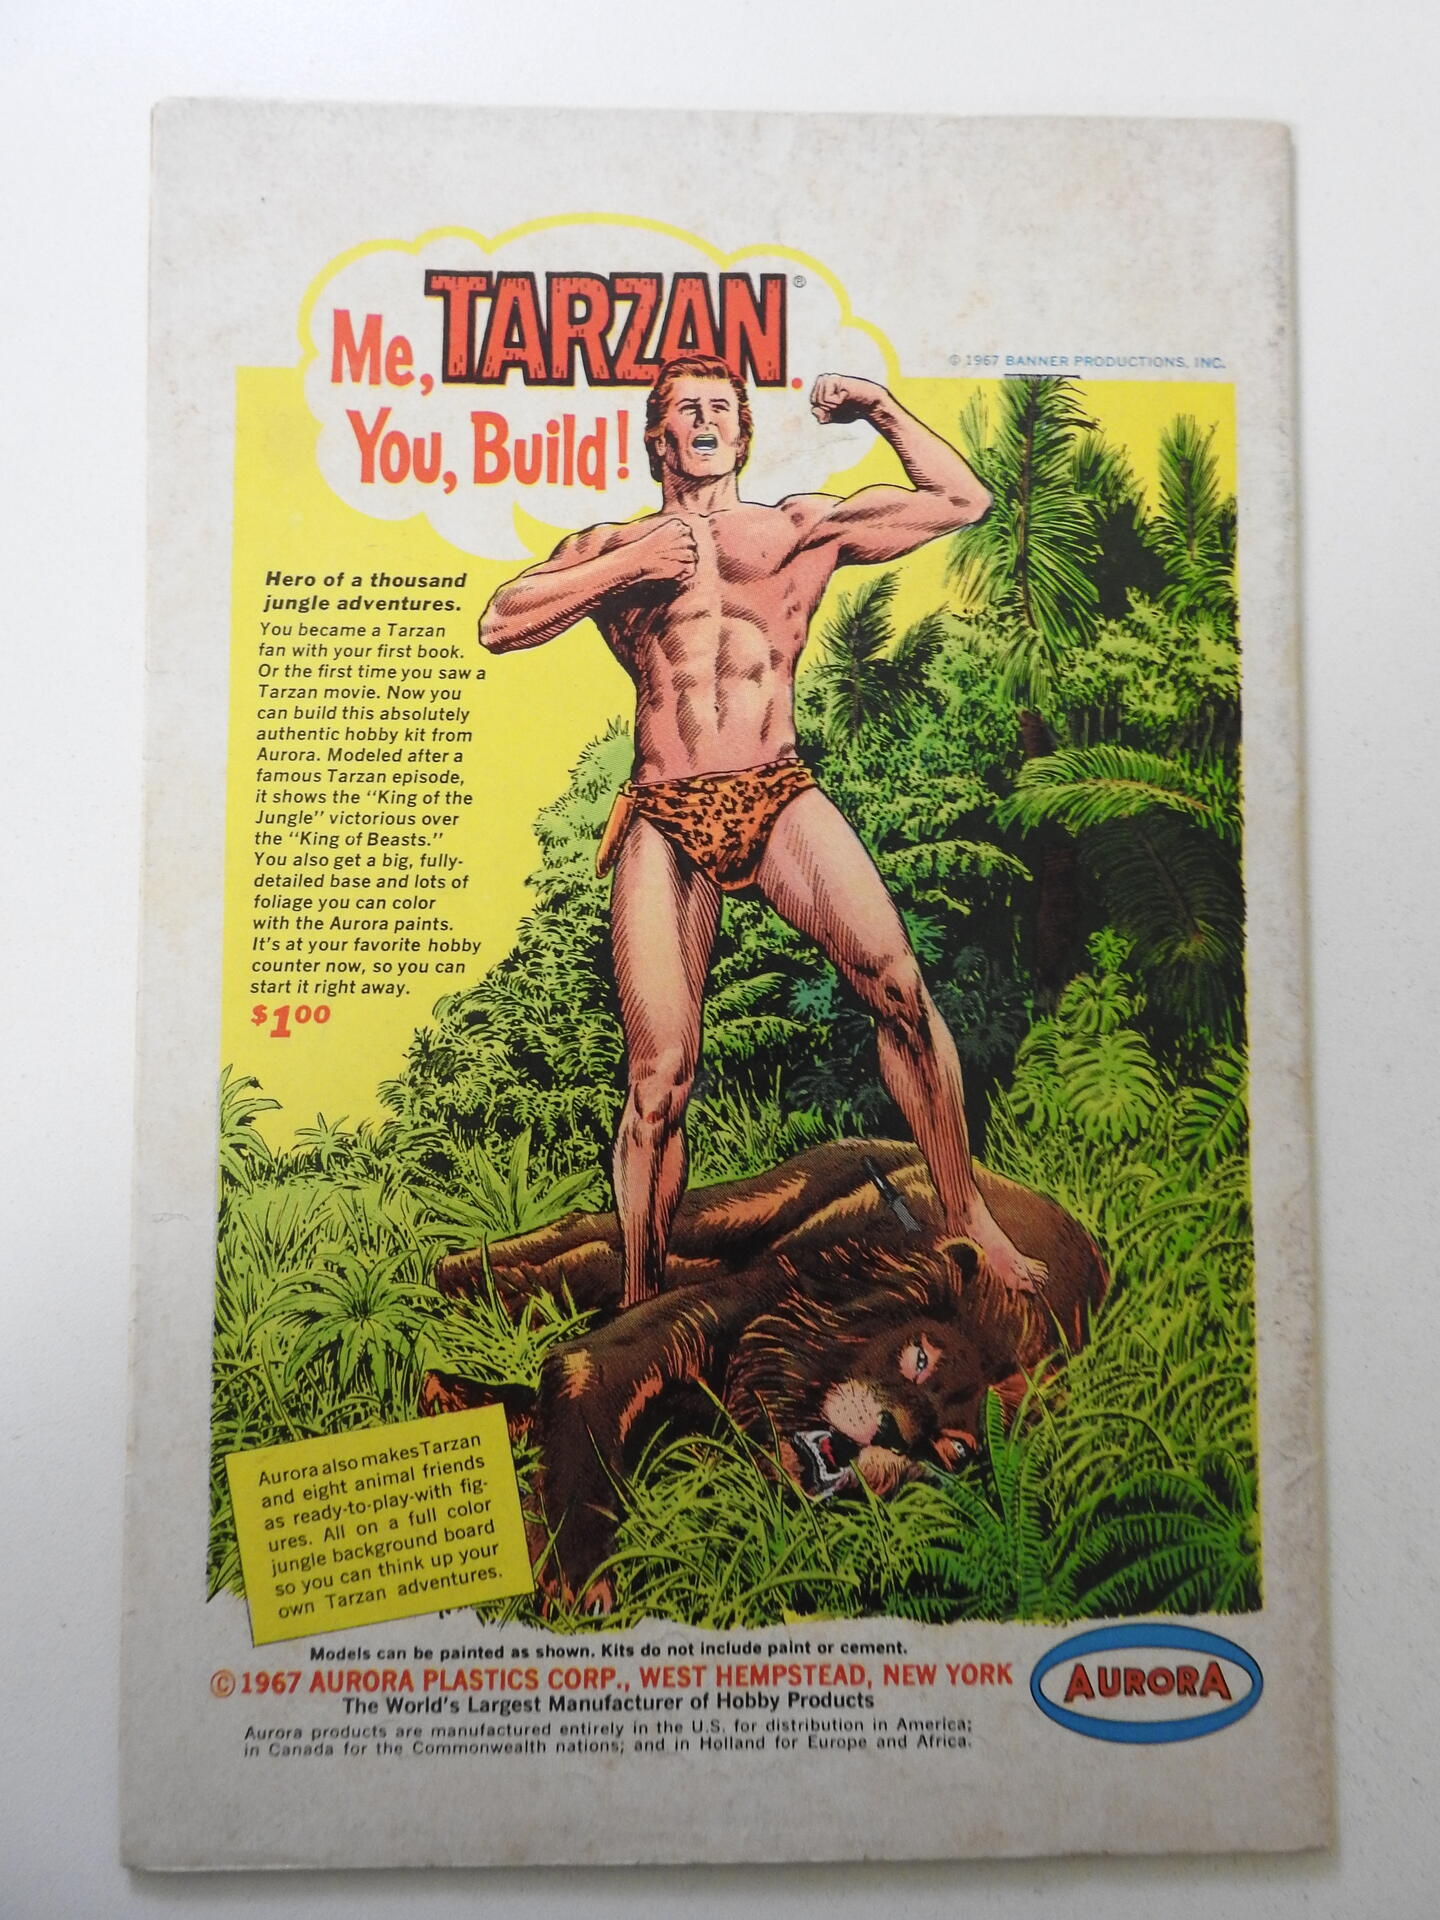 Me, TARZAN®.
You, Build!
© 1967 BANNER PRODUCTIONS, INC.
Hero of a thousand
jungle adventures.
You became a Tarzan
fan with your first book.
Or the first time you saw a
Tarzan movie. Now you
can build this absolutely
authentic hobby kit from
Aurora. Modeled after a
famous Tarzan episode,
it shows the "King of the
Jungle" victorious over
the "King of Beasts."
You also get a big, fully-
detailed base and lots of
foliage you can color
with the Aurora paints.
It's at your favorite hobby
counter now, so you can
start it right away.
$1.00
Aurora also makes Tarzan
and eight animal friends
as ready-to-play-with fig-
ures. All on a full color
jungle background board
so you can think up your
own Tarzan adventures.
Models can be painted as shown. Kits do not include paint or cement.
© 1967 AURORA PLASTICS CORP., WEST HEMPSTEAD, NEW YORK
The World's Largest Manufacturer of Hobby Products
Aurora products are manufactured entirely in the U.S. for distribution in America;
in Canada for the Commonwealth nations; and in Holland for Europe and Africa.
AURORA